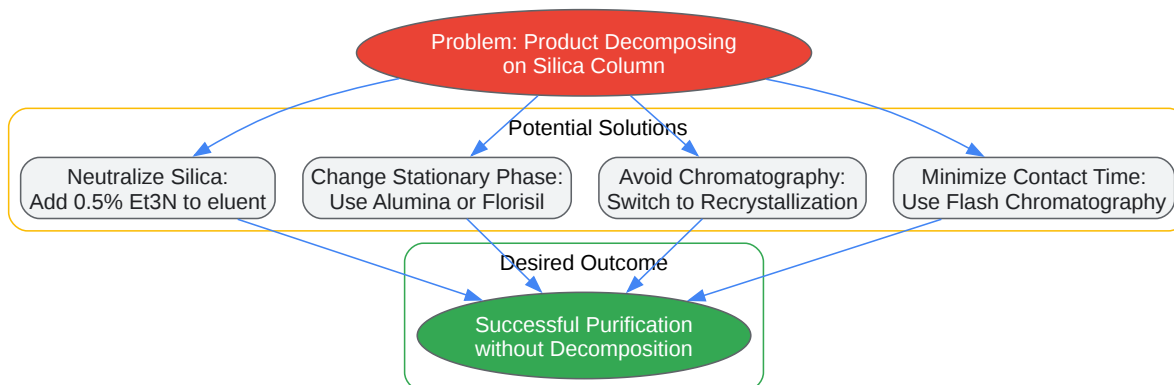 Problem: Product Decomposing
on Silica Column
Potential Solutions
Neutralize Silica:
Add 0.5% Et3N to eluent
Change Stationary Phase:
Use Alumina or Florisil
Avoid Chromatography:
Switch to Recrystallization
Minimize Contact Time:
Use Flash Chromatography
Desired Outcome
Successful Purification
without Decomposition